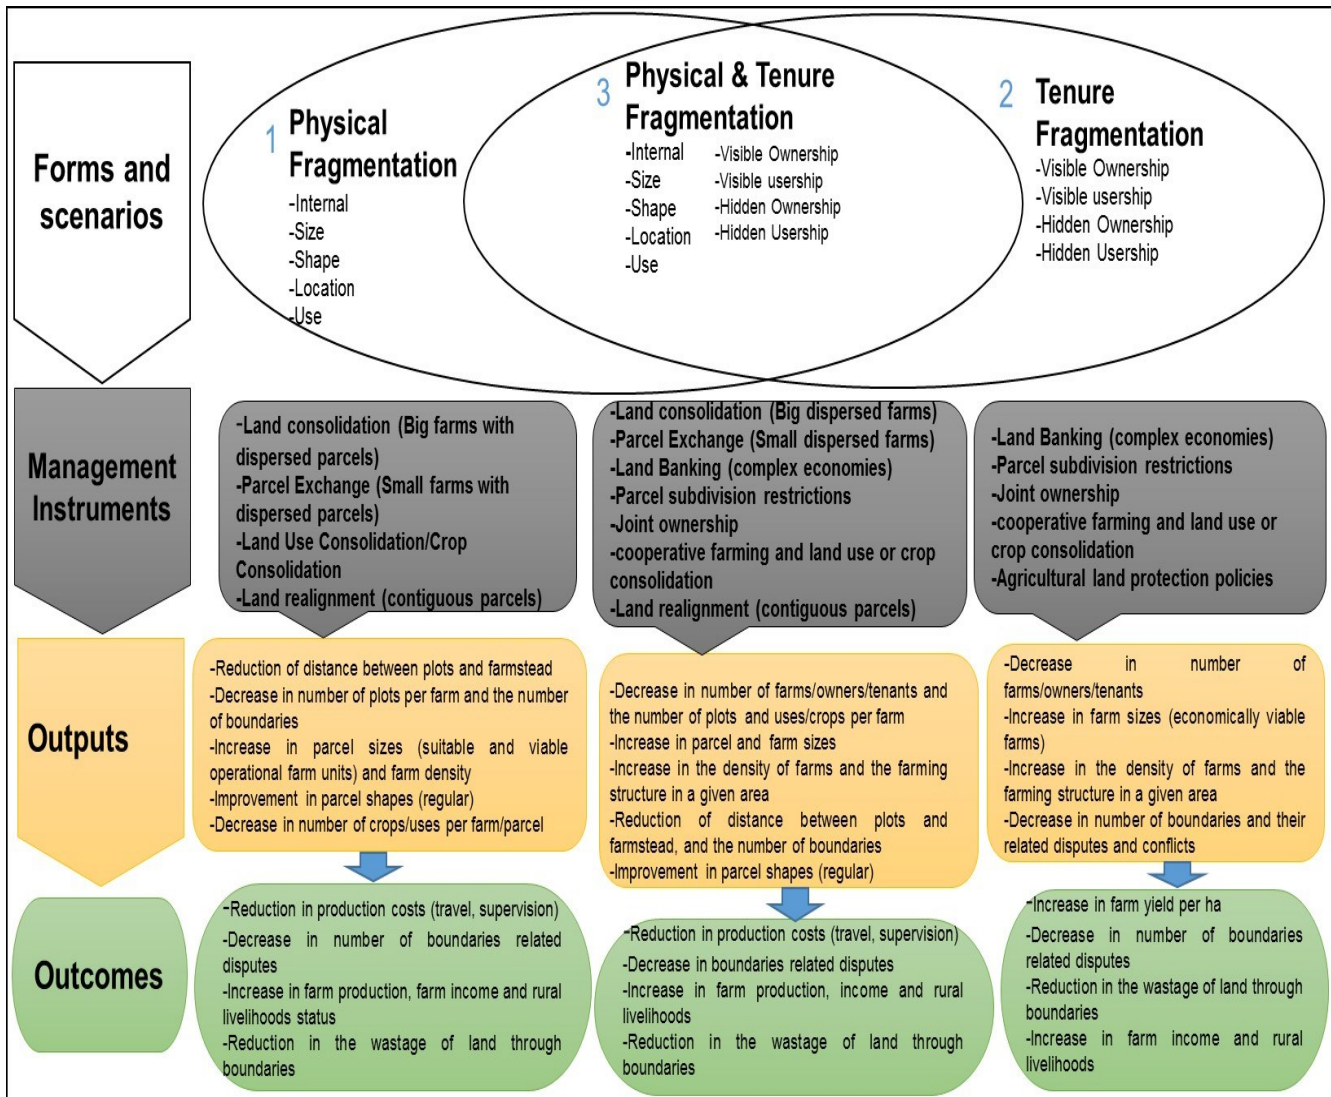 Forms and
scenarios
1
Physical
Fragmentation
-Internal
-Size
-Shape
-Location
-Use
3
Physical & Tenure
Fragmentation
-Internal
-Size
-Shape
-Location
-Use
-Visible Ownership
-Visible usership
-Hidden Ownership
-Hidden Usership
2
Tenure
Fragmentation
-Visible Ownership
-Visible usership
-Hidden Ownership
-Hidden Usership
Management
Instruments
-Land consolidation (Big farms with
dispersed parcels)
-Parcel Exchange (Small farms with
dispersed parcels)
-Land Use Consolidation/Crop
Consolidation
-Land realignment (contiguous parcels)
-Land consolidation (Big dispersed farms)
-Parcel Exchange (Small dispersed farms)
-Land Banking (complex economies)
-Parcel subdivision restrictions
-Joint ownership
-cooperative farming and land use or crop
consolidation
-Land realignment (contiguous parcels)
-Land Banking (complex economies)
-Parcel subdivision restrictions
-Joint ownership
-cooperative farming and land use or
crop consolidation
-Agricultural land protection policies
Outputs
-Reduction of distance between plots and farmstead
-Decrease in number of plots per farm and the number
of boundaries
-Increase in parcel sizes (suitable and viable
operational farm units) and farm density
-Improvement in parcel shapes (regular)
-Decrease in number of crops/uses per farm/parcel
-Decrease in number of farms/owners/tenants and
the number of plots and uses/crops per farm
-Increase in parcel and farm sizes
-Increase in the density of farms and the farming
structure in a given area
-Reduction of distance between plots and
farmstead, and the number of boundaries
-Improvement in parcel shapes (regular)
-Decrease in number of
farms/owners/tenants
-Increase in farm sizes (economically viable
farms)
-Increase in the density of farms and the
farming structure in a given area
-Decrease in number of boundaries and their
related disputes and conflicts
Outcomes
-Reduction in production costs (travel, supervision)
-Decrease in number of boundaries related
disputes
-Increase in farm production, farm income and rural
livelihoods status
-Reduction in the wastage of land through
boundaries
-Reduction in production costs (travel, supervision)
-Decrease in boundaries related disputes
-Increase in farm production, income and rural
livelihoods
-Reduction in the wastage of land through
boundaries
-Increase in farm yield per ha
-Decrease in number of boundaries
related disputes
-Reduction in the wastage of land through
boundaries
-Increase in farm income and rural
livelihoods